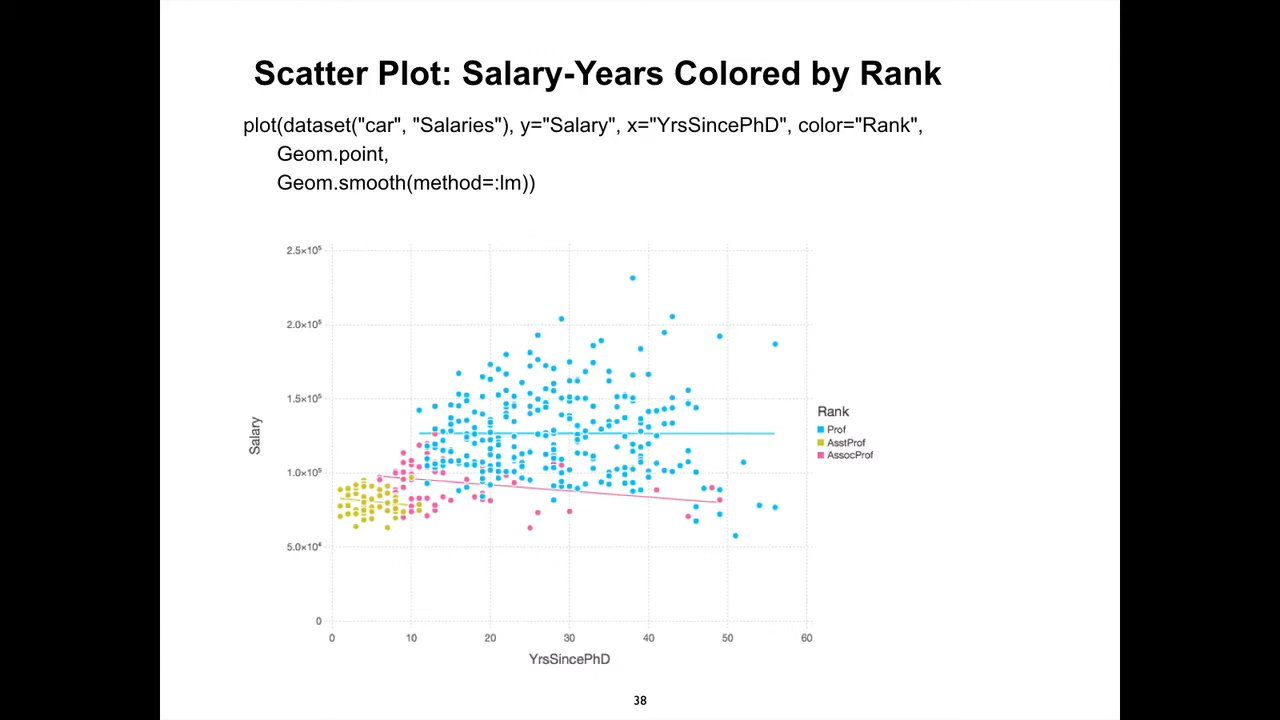 Scatter Plot: Salary-Years Colored by Rank
plot(dataset("car", "Salaries"), y="Salary", x="YrsSincePhD", color="Rank",
Geom.point,
Geom.smooth(method=:lm))
2.5×10⁵
2.0×10⁵
1.5×10⁵
1.0×10⁵
5.0×10⁴
0
Salary
0 10 20 30 40 50 60
YrsSincePhD
Rank
Prof
AsstProf
AssocProf
38